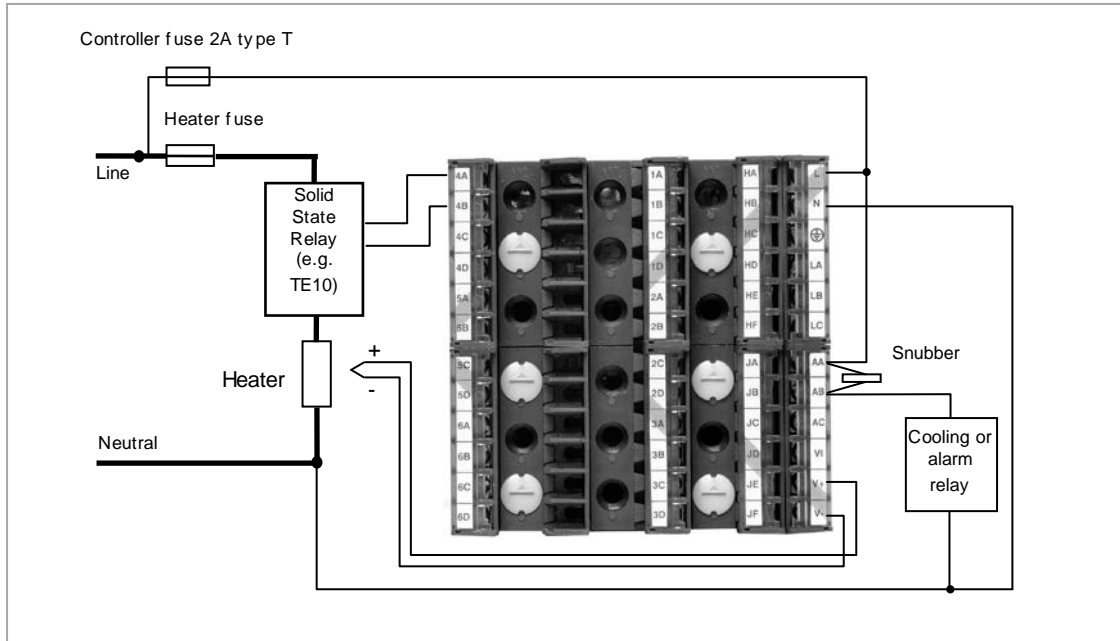 Controller fuse 2A type T
Heater fuse
Line
Solid
State
Relay
(e.g.
TE10)
+
-
Heater
Neutral
4A
4B
4C
4D
5A
5B
5C
5D
6A
6B
6C
6D
1A
1B
1C
1D
2A
2B
2C
2D
3A
3B
3C
3D
HA
HB
HC
HD
HE
HF
JA
JB
JC
JD
JE
JF
L
N
LA
LB
LC
AA
AB
AC
VI
V+
V-
Snubber
Cooling or
alarm
relay